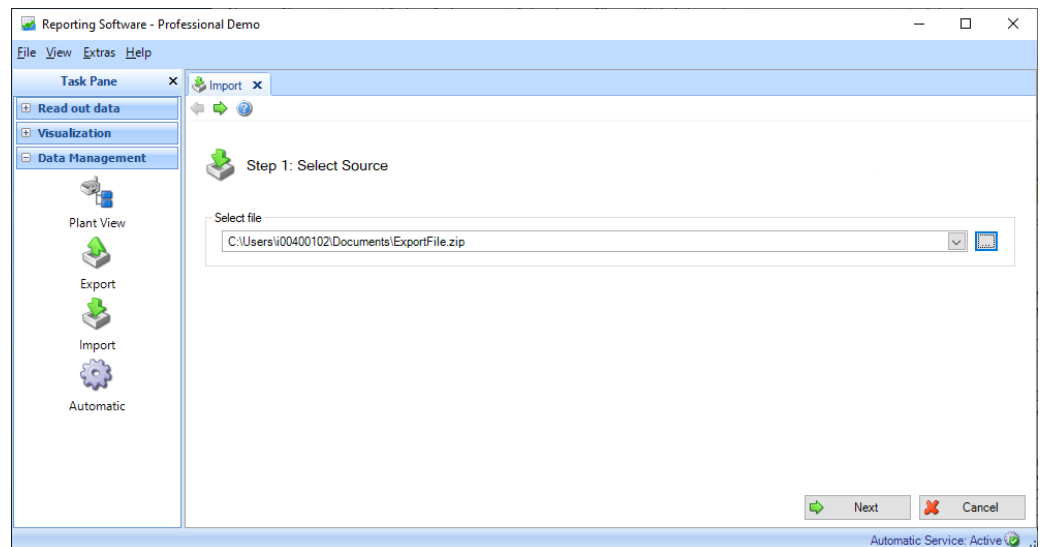 Reporting Software - Professional Demo
File View Extras Help
Task Pane
Import
Read out data
Visualization
Data Management
Step 1: Select Source
Plant View
Select file
C:\Users\i00400102\Documents\ExportFile.zip
...
Export
Import
Automatic
Next
Cancel
Automatic Service: Active